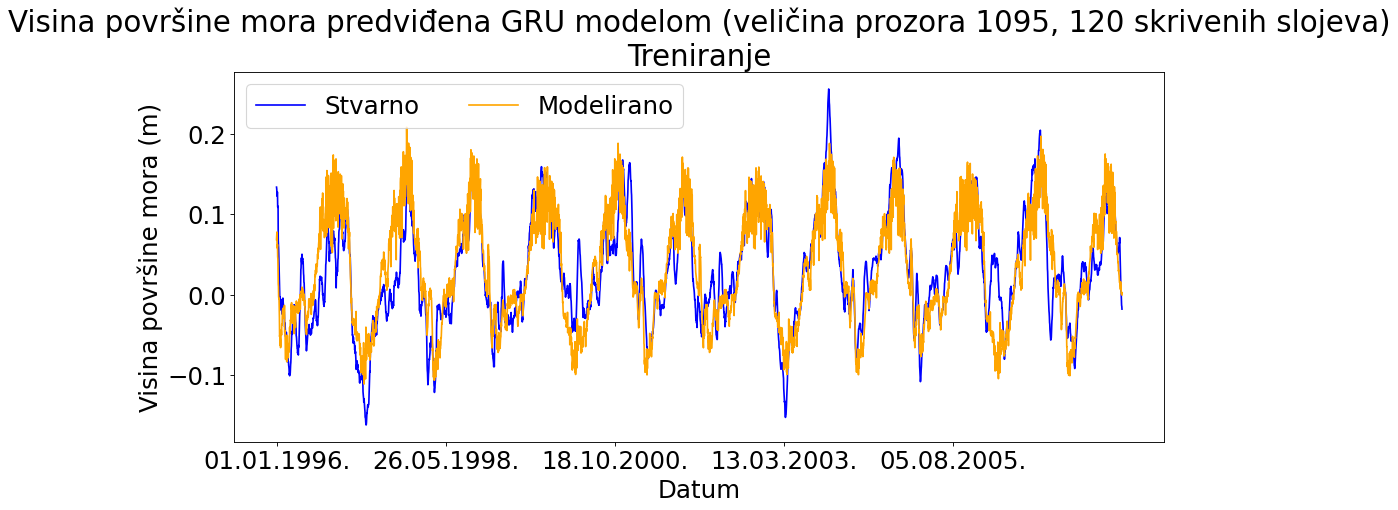 Visina površine mora predviđena GRU modelom (veličina prozora 1095, 120 skrivenih slojeva)
Treniranje
Stvarno Modelirano
Visina površine mora (m)
0.2
0.1
0.0
−0.1
01.01.1996. 26.05.1998. 18.10.2000. 13.03.2003. 05.08.2005.
Datum